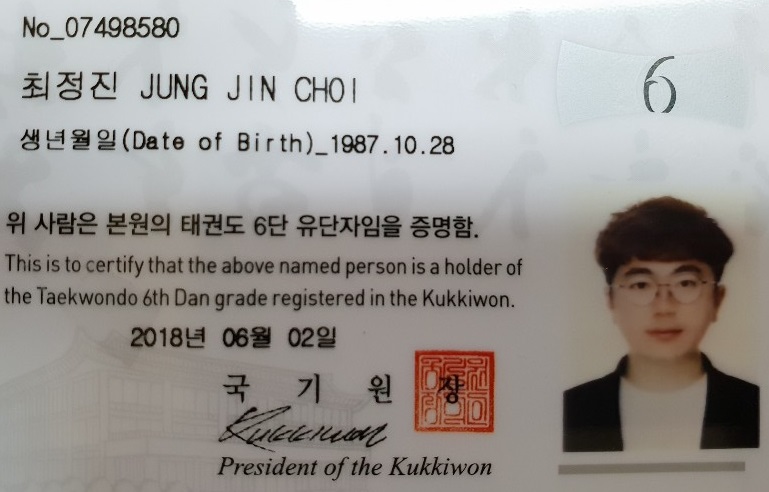 No_07498580
6
최정진 JUNG JIN CHOI
생년월일(Date of Birth)_1987.10.28
위 사람은 본원의 태권도 6단 유단자임을 증명함.
This is to certify that the above named person is a holder of
the Taekwondo 6th Dan grade registered in the Kukkiwon.
2018년 06월 02일
국 기 원 장
Kukkiwon
President of the Kukkiwon